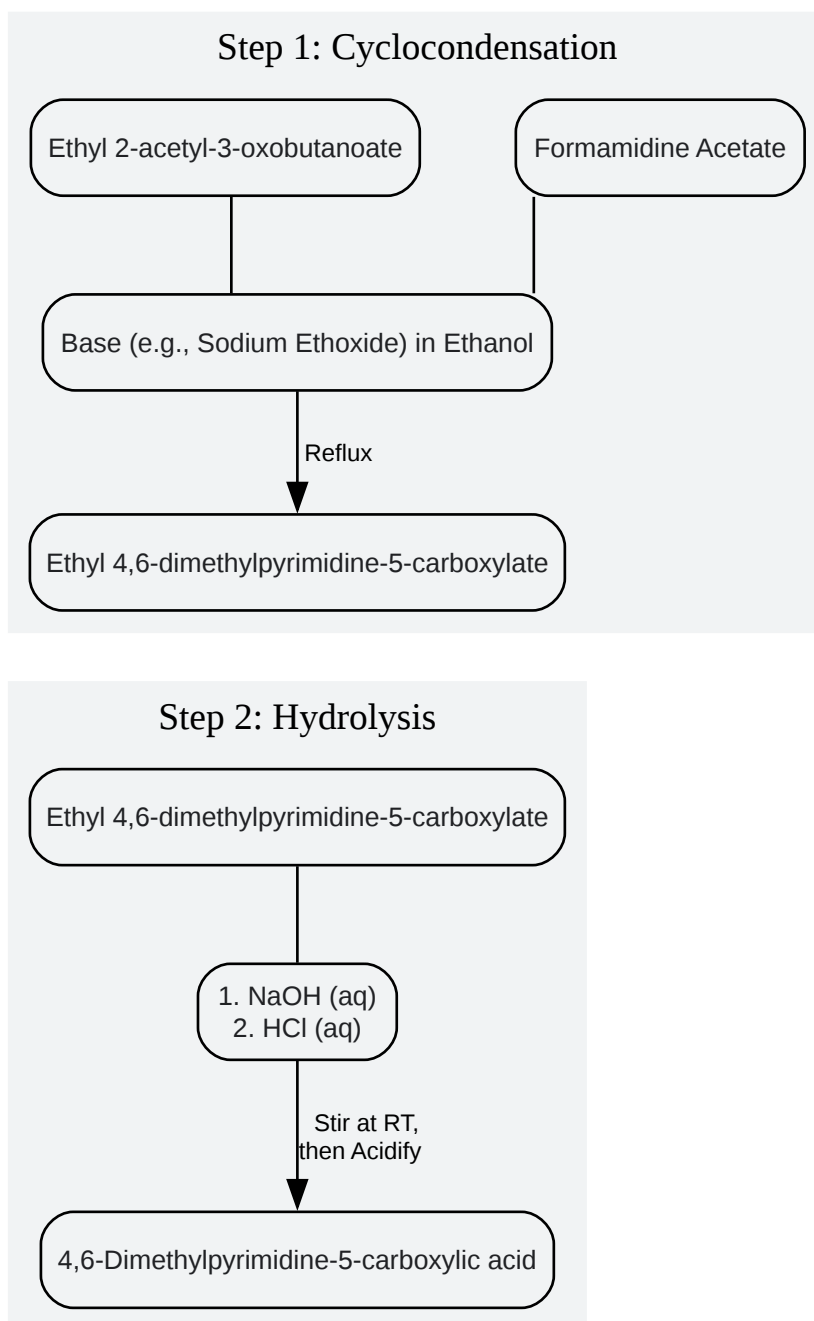 Step 1: Cyclocondensation
Ethyl 2-acetyl-3-oxobutanoate
Formamidine Acetate
Base (e.g., Sodium Ethoxide) in Ethanol
Reflux
Ethyl 4,6-dimethylpyrimidine-5-carboxylate
Step 2: Hydrolysis
Ethyl 4,6-dimethylpyrimidine-5-carboxylate
1. NaOH (aq)
2. HCl (aq)
Stir at RT,
then Acidify
4,6-Dimethylpyrimidine-5-carboxylic acid